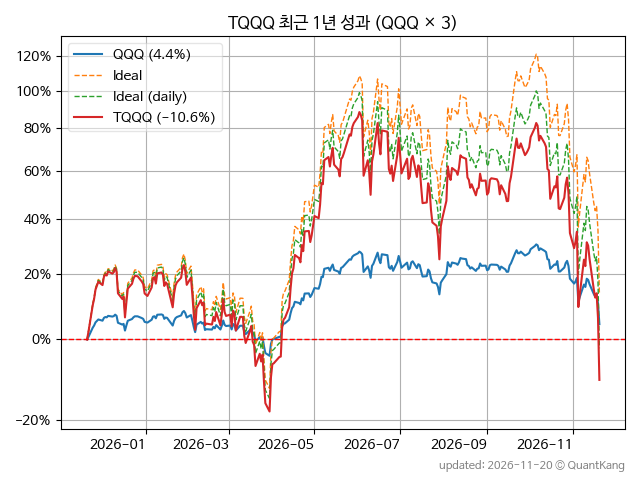 TQQQ 최근 1년 성과 (QQQ × 3)
QQQ (4.4%)
Ideal
Ideal (daily)
TQQQ (−10.6%)
120%
100%
80%
60%
40%
20%
0%
−20%
2026-01
2026-03
2026-05
2026-07
2026-09
2026-11
updated: 2026-11-20 © QuantKang